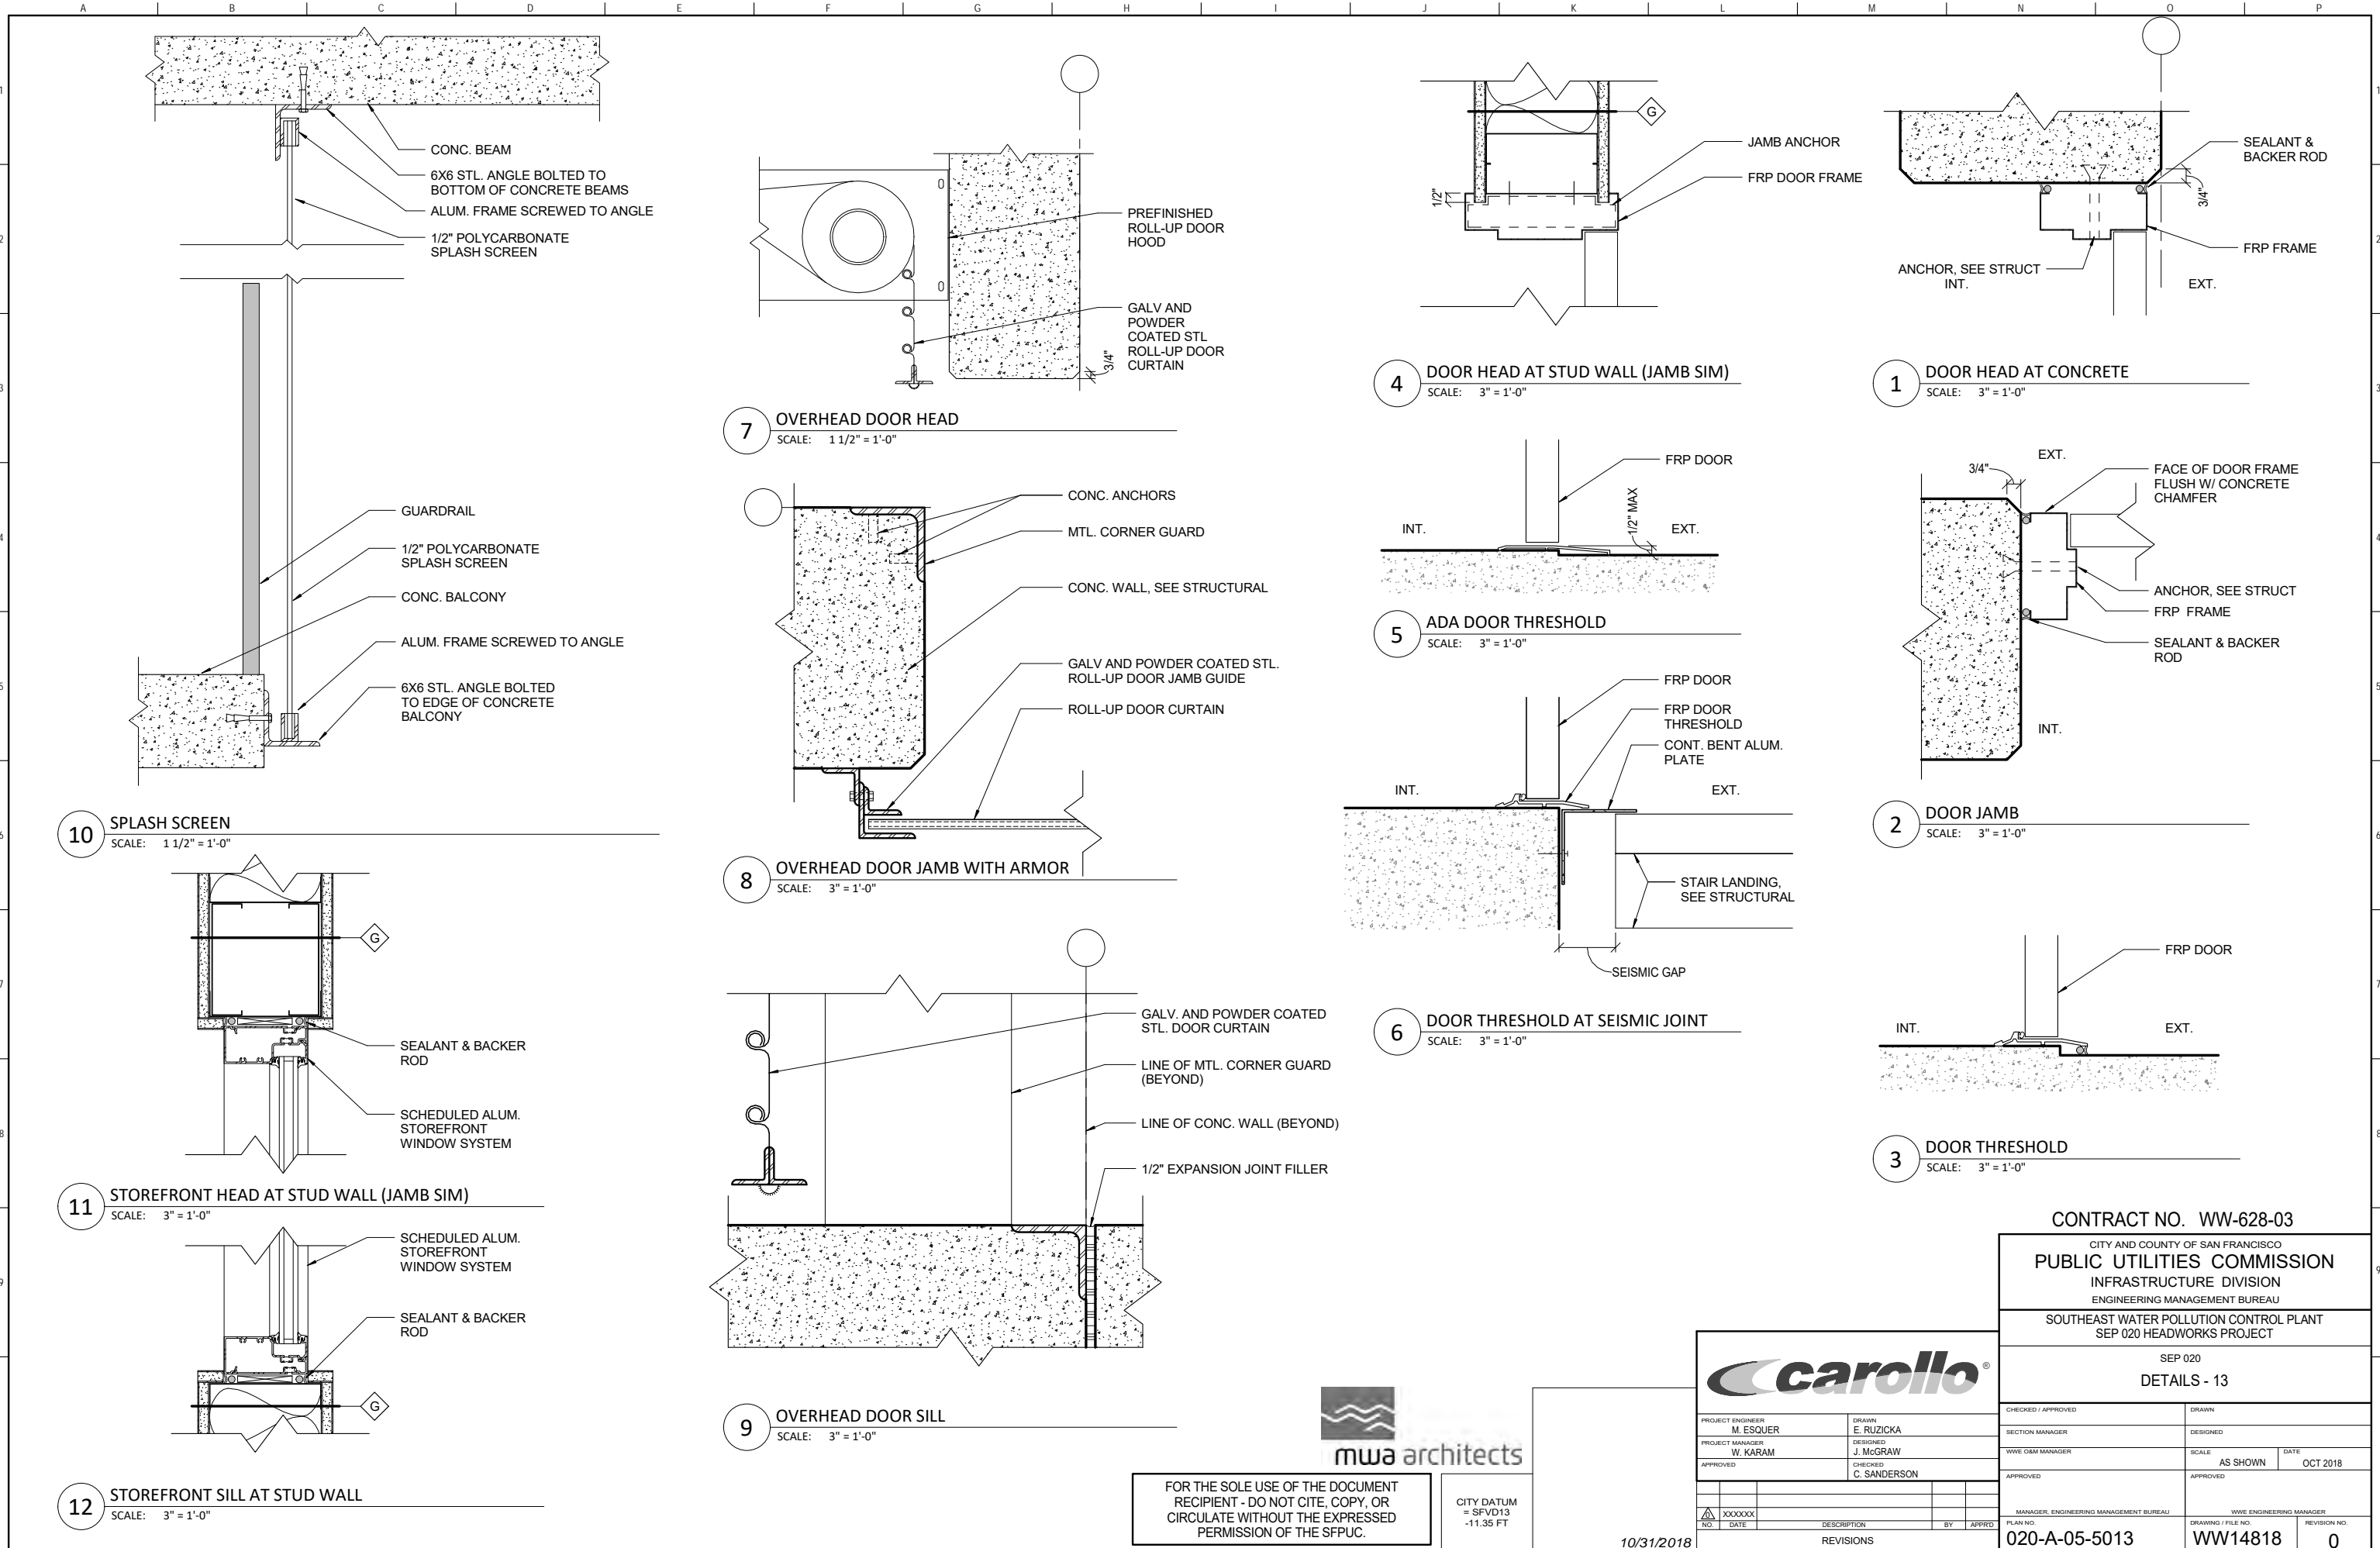 A B C D E F G H I J K L M N O P
1
2
3
4
5
6
7
8
9
1
2
3
4
5
6
7
8
9
CONC. BEAM
6X6 STL. ANGLE BOLTED TO
BOTTOM OF CONCRETE BEAMS
ALUM. FRAME SCREWED TO ANGLE
1/2" POLYCARBONATE
SPLASH SCREEN
GUARDRAIL
1/2" POLYCARBONATE
SPLASH SCREEN
CONC. BALCONY
ALUM. FRAME SCREWED TO ANGLE
6X6 STL. ANGLE BOLTED
TO EDGE OF CONCRETE
BALCONY
10 SPLASH SCREEN
SCALE: 1 1/2" = 1'-0"
G
SEALANT & BACKER
ROD
SCHEDULED ALUM.
STOREFRONT
WINDOW SYSTEM
11 STOREFRONT HEAD AT STUD WALL (JAMB SIM)
SCALE: 3" = 1'-0"
SCHEDULED ALUM.
STOREFRONT
WINDOW SYSTEM
SEALANT & BACKER
ROD
G
12 STOREFRONT SILL AT STUD WALL
SCALE: 3" = 1'-0"
PREFINISHED
ROLL-UP DOOR
HOOD
GALV AND
POWDER
COATED STL
ROLL-UP DOOR
CURTAIN
3/4"
7 OVERHEAD DOOR HEAD
SCALE: 1 1/2" = 1'-0"
CONC. ANCHORS
MTL. CORNER GUARD
CONC. WALL, SEE STRUCTURAL
GALV AND POWDER COATED STL.
ROLL-UP DOOR JAMB GUIDE
ROLL-UP DOOR CURTAIN
8 OVERHEAD DOOR JAMB WITH ARMOR
SCALE: 3" = 1'-0"
GALV. AND POWDER COATED
STL. DOOR CURTAIN
LINE OF MTL. CORNER GUARD
(BEYOND)
LINE OF CONC. WALL (BEYOND)
1/2" EXPANSION JOINT FILLER
9 OVERHEAD DOOR SILL
SCALE: 3" = 1'-0"
G
JAMB ANCHOR
FRP DOOR FRAME
1/2"
4 DOOR HEAD AT STUD WALL (JAMB SIM)
SCALE: 3" = 1'-0"
FRP DOOR
1/2" MAX
INT.
EXT.
5 ADA DOOR THRESHOLD
SCALE: 3" = 1'-0"
FRP DOOR
FRP DOOR
THRESHOLD
CONT. BENT ALUM.
PLATE
INT.
EXT.
STAIR LANDING,
SEE STRUCTURAL
SEISMIC GAP
6 DOOR THRESHOLD AT SEISMIC JOINT
SCALE: 3" = 1'-0"
SEALANT &
BACKER ROD
3/4"
FRP FRAME
ANCHOR, SEE STRUCT
INT.
EXT.
1 DOOR HEAD AT CONCRETE
SCALE: 3" = 1'-0"
EXT.
3/4"
FACE OF DOOR FRAME
FLUSH W/ CONCRETE
CHAMFER
ANCHOR, SEE STRUCT
FRP FRAME
SEALANT & BACKER
ROD
INT.
2 DOOR JAMB
SCALE: 3" = 1'-0"
FRP DOOR
INT.
EXT.
3 DOOR THRESHOLD
SCALE: 3" = 1'-0"
mwa architects
FOR THE SOLE USE OF THE DOCUMENT
RECIPIENT - DO NOT CITE, COPY, OR
CIRCULATE WITHOUT THE EXPRESSED
PERMISSION OF THE SFPUC.
CITY DATUM
= SFVD13
-11.35 FT
10/31/2018
carollo®
PROJECT ENGINEER
M. ESQUER
DRAWN
E. RUZICKA
PROJECT MANAGER
W. KARAM
DESIGNED
J. McGRAW
APPROVED
CHECKED
C. SANDERSON
0 XXXXXX
NO. DATE DESCRIPTION BY APPR'D
REVISIONS
CONTRACT NO. WW-628-03
CITY AND COUNTY OF SAN FRANCISCO
PUBLIC UTILITIES COMMISSION
INFRASTRUCTURE DIVISION
ENGINEERING MANAGEMENT BUREAU
SOUTHEAST WATER POLLUTION CONTROL PLANT
SEP 020 HEADWORKS PROJECT
SEP 020
DETAILS - 13
CHECKED / APPROVED
DRAWN
SECTION MANAGER
DESIGNED
WWE O&M MANAGER
SCALE
AS SHOWN
DATE
OCT 2018
APPROVED
APPROVED
MANAGER, ENGINEERING MANAGEMENT BUREAU
WWE ENGINEERING MANAGER
PLAN NO.
020-A-05-5013
DRAWING / FILE NO.
WW14818
REVISION NO.
0